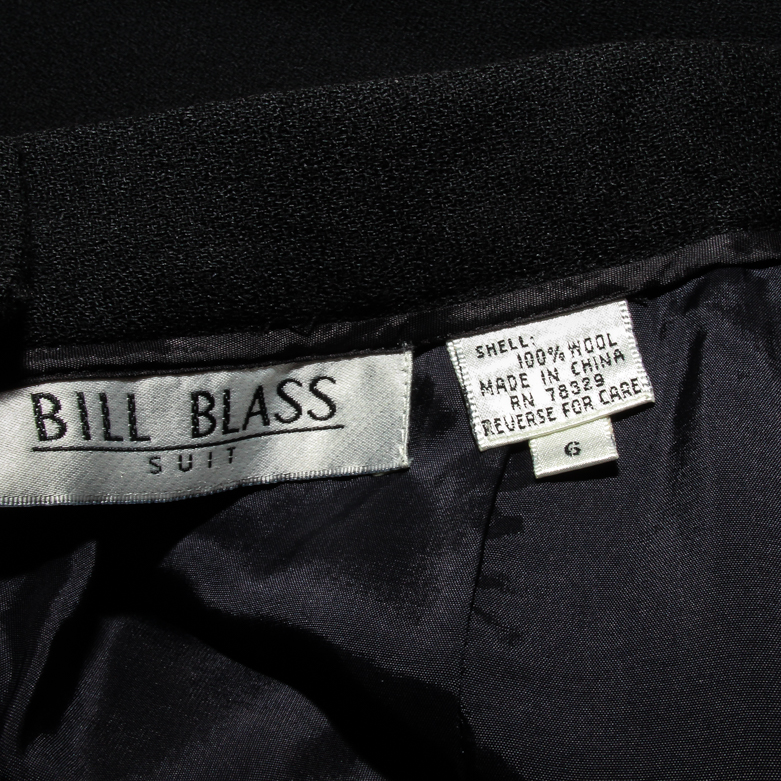 BILL BLASS
SUIT
SHELL:
100% WOOL
MADE IN CHINA
RN 78329
REVERSE FOR CARE
6